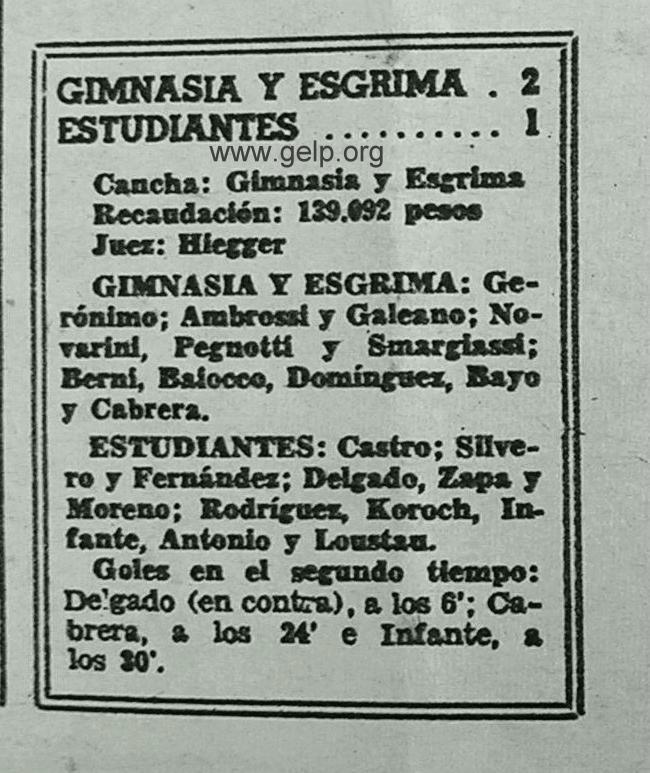 GIMNASIA Y ESGRIMA . 2
ESTUDIANTES .......... 1
www.gelp.org
Cancha: Gimnasia y Esgrima
Recaudación: 139.092 pesos
Juez: Hiegger
GIMNASIA Y ESGRIMA: Ge-
rónimo; Ambrossi y Galeano; No-
varini, Pegnotti y Smargiassi;
Berni, Baiocco, Domínguez, Bayo
y Cabrera.
ESTUDIANTES: Castro; Silve-
ro y Fernández; Delgado, Zapa y
Moreno; Rodríguez, Koroch, In-
fante, Antonio y Loustau.
Goles en el segundo tiempo:
Delgado (en contra), a los 6'; Ca-
brera, a los 24' e Infante, a
los 30'.